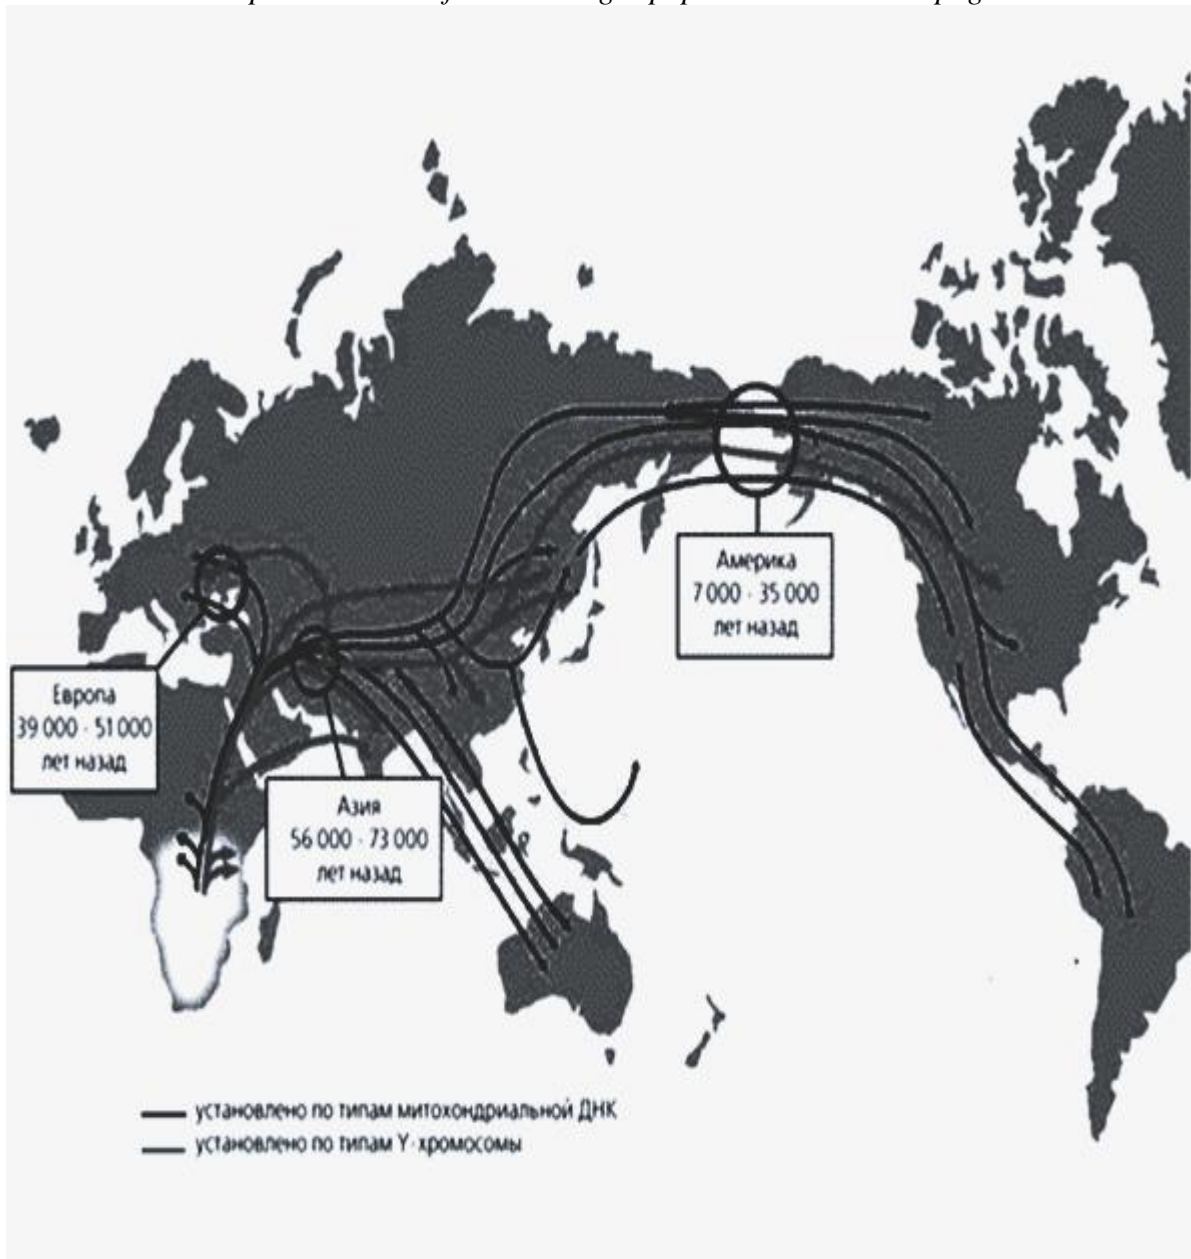 Америка
7 000 - 35 000
лет назад
Европа
39 000 - 51 000
лет назад
Азия
56 000 - 73 000
лет назад
установлено по типам митохондриальной ДНК
установлено по типам Y-хромосомы